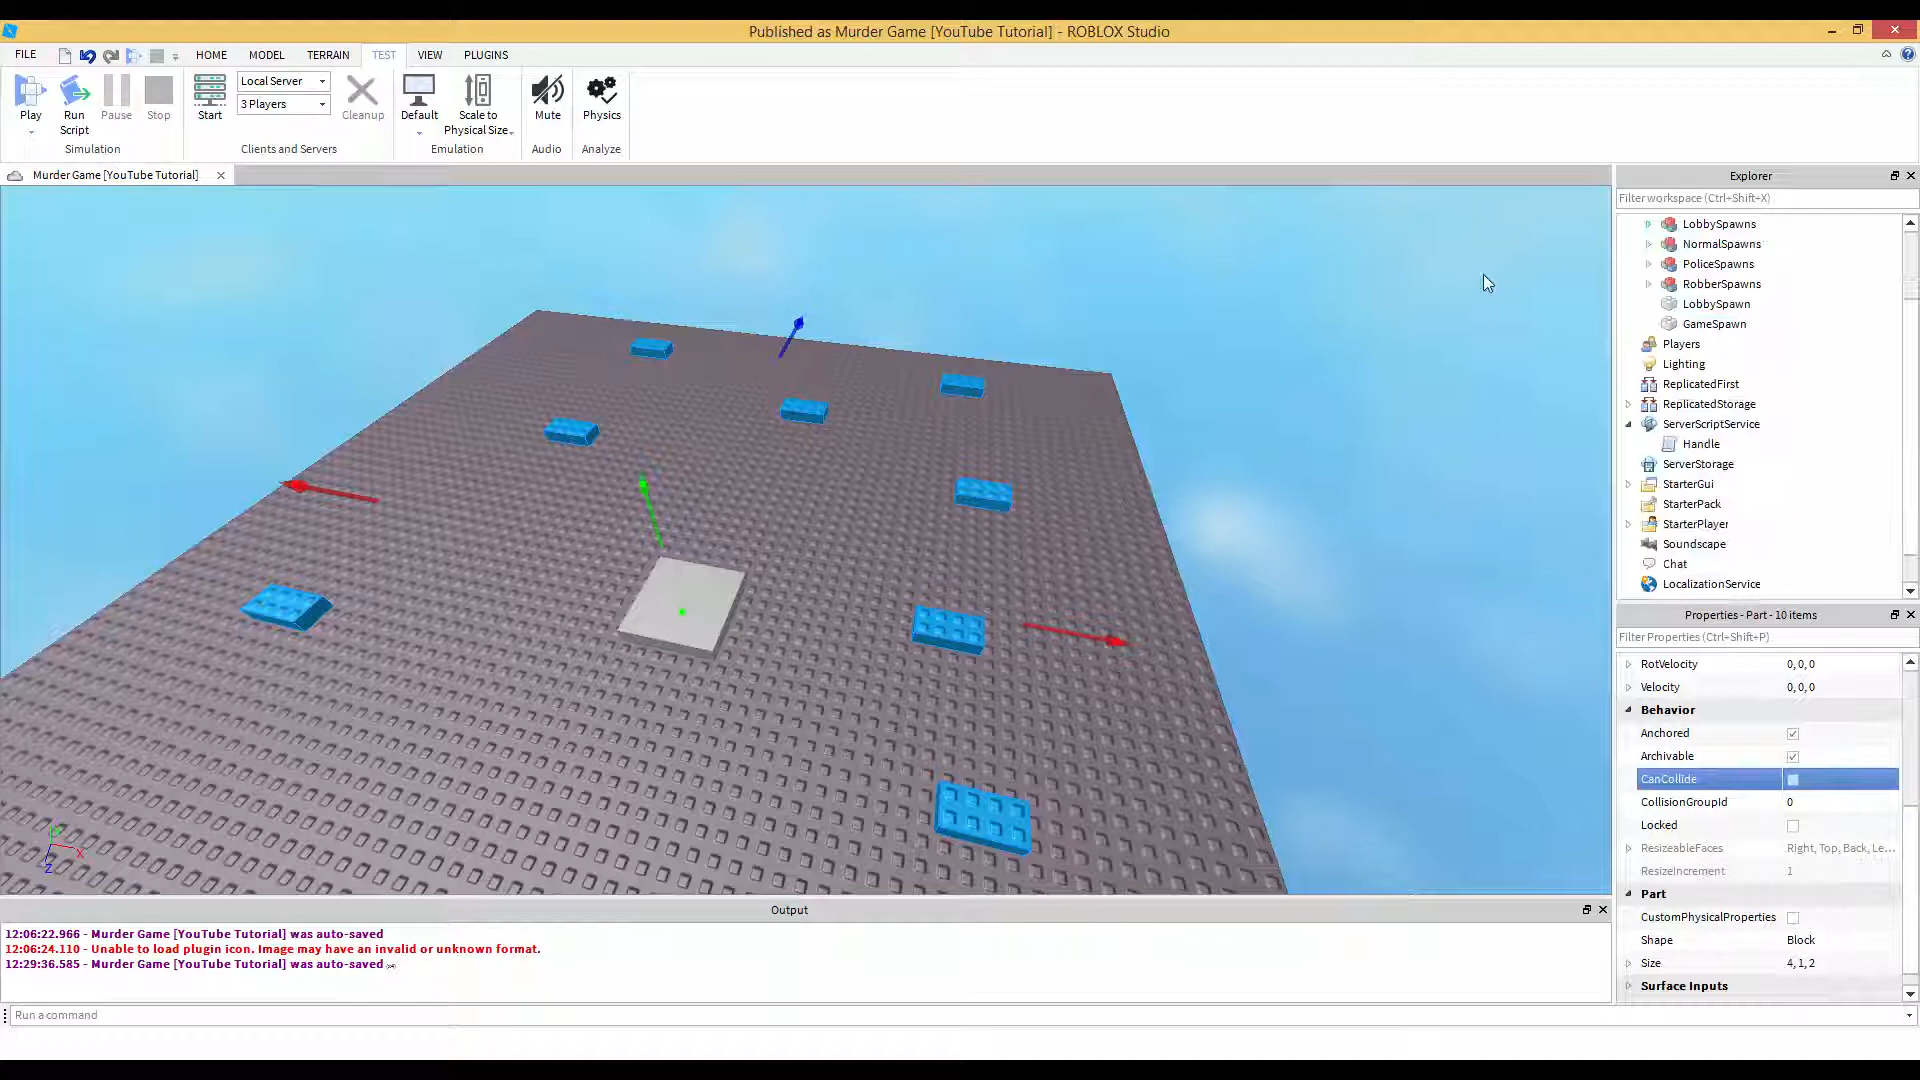 Published as Murder Game [YouTube Tutorial] - ROBLOX Studio
FILE HOME MODEL TERRAIN TEST VIEW PLUGINS
Play
Run Script
Pause
Stop
Simulation
Start
Local Server
3 Players
Cleanup
Clients and Servers
Default
Scale to Physical Size
Emulation
Mute
Audio
Physics
Analyze
Murder Game [YouTube Tutorial]
Explorer
Filter workspace (Ctrl+Shift+X)
LobbySpawns
NormalSpawns
PoliceSpawns
RobberSpawns
LobbySpawn
GameSpawn
Players
Lighting
ReplicatedFirst
ReplicatedStorage
ServerScriptService
Handle
ServerStorage
StarterGui
StarterPack
StarterPlayer
Soundscape
Chat
LocalizationService
Properties - Part - 10 items
Filter Properties (Ctrl+Shift+P)
RotVelocity 0, 0, 0
Velocity 0, 0, 0
Behavior
Anchored
Archivable
CanCollide
CollisionGroupId 0
Locked
ResizeableFaces Right, Top, Back, Le...
ResizeIncrement 1
Part
CustomPhysicalProperties
Shape Block
Size 4, 1, 2
Surface Inputs
Y
X
Z
Output
12:06:22.966 - Murder Game [YouTube Tutorial] was auto-saved
12:06:24.110 - Unable to load plugin icon. Image may have an invalid or unknown format.
12:29:36.585 - Murder Game [YouTube Tutorial] was auto-saved
Run a command